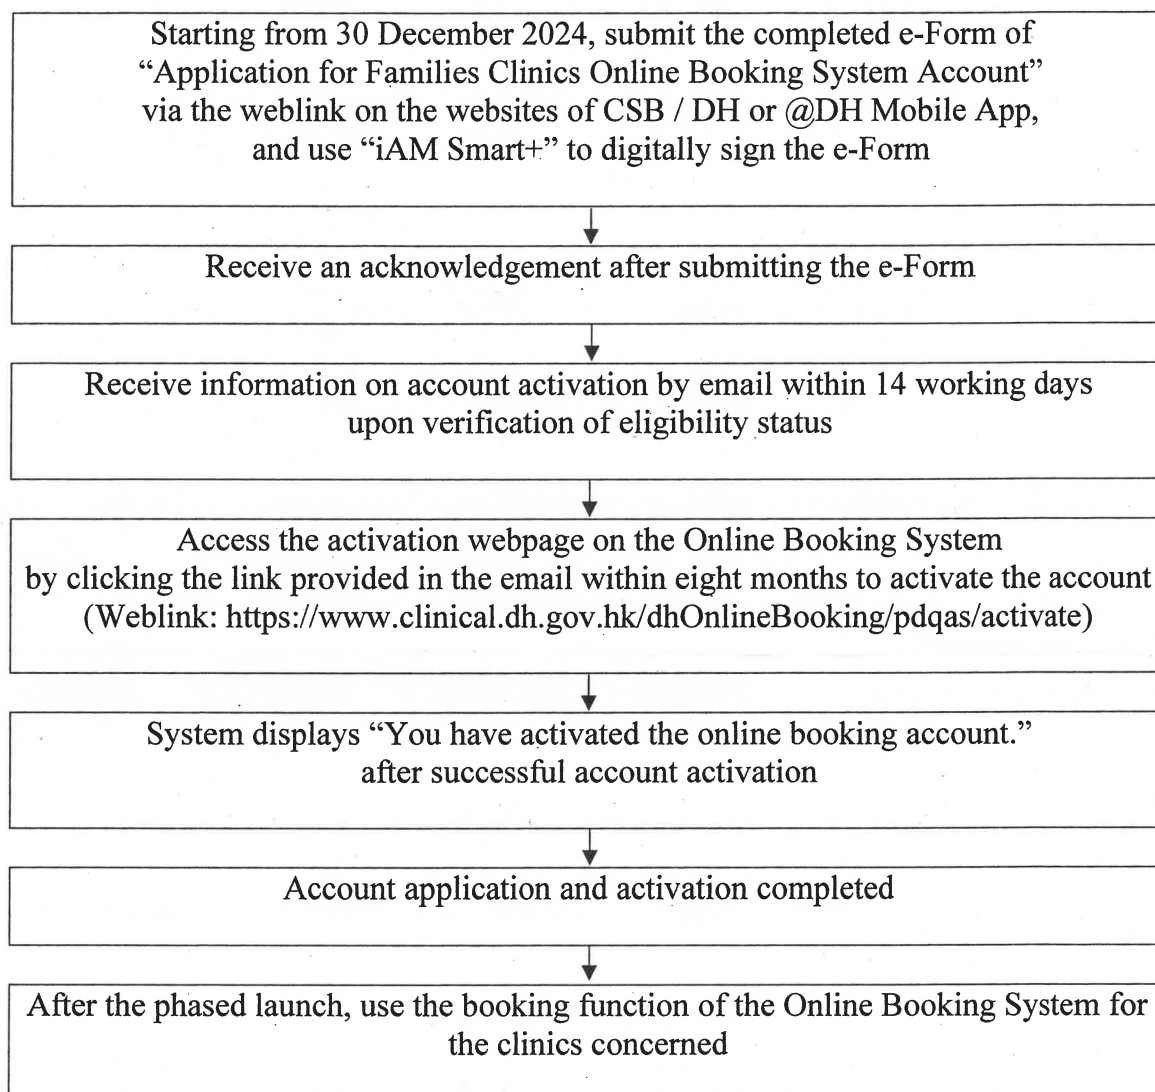 Starting from 30 December 2024, submit the completed e-Form of
“Application for Families Clinics Online Booking System Account”
via the weblink on the websites of CSB / DH or @DH Mobile App,
and use “iAM Smart+” to digitally sign the e-Form
Receive an acknowledgement after submitting the e-Form
Receive information on account activation by email within 14 working days
upon verification of eligibility status
Access the activation webpage on the Online Booking System
by clicking the link provided in the email within eight months to activate the account
(Weblink: https://www.clinical.dh.gov.hk/dhOnlineBooking/pdqas/activate)
System displays “You have activated the online booking account.”
after successful account activation
Account application and activation completed
After the phased launch, use the booking function of the Online Booking System for
the clinics concerned